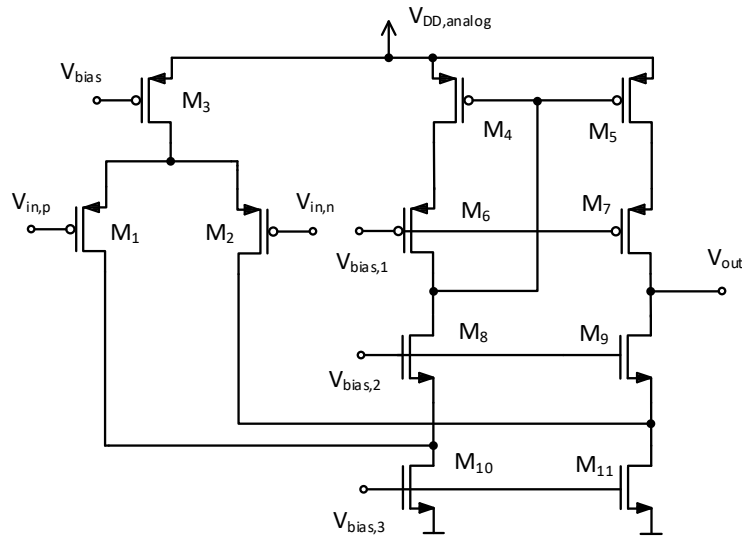 V_DD,analog
V_bias
M_3
M_4
M_5
V_in,p
M_1
M_2
V_in,n
M_6
M_7
V_bias,1
V_out
M_8
M_9
V_bias,2
M_10
M_11
V_bias,3